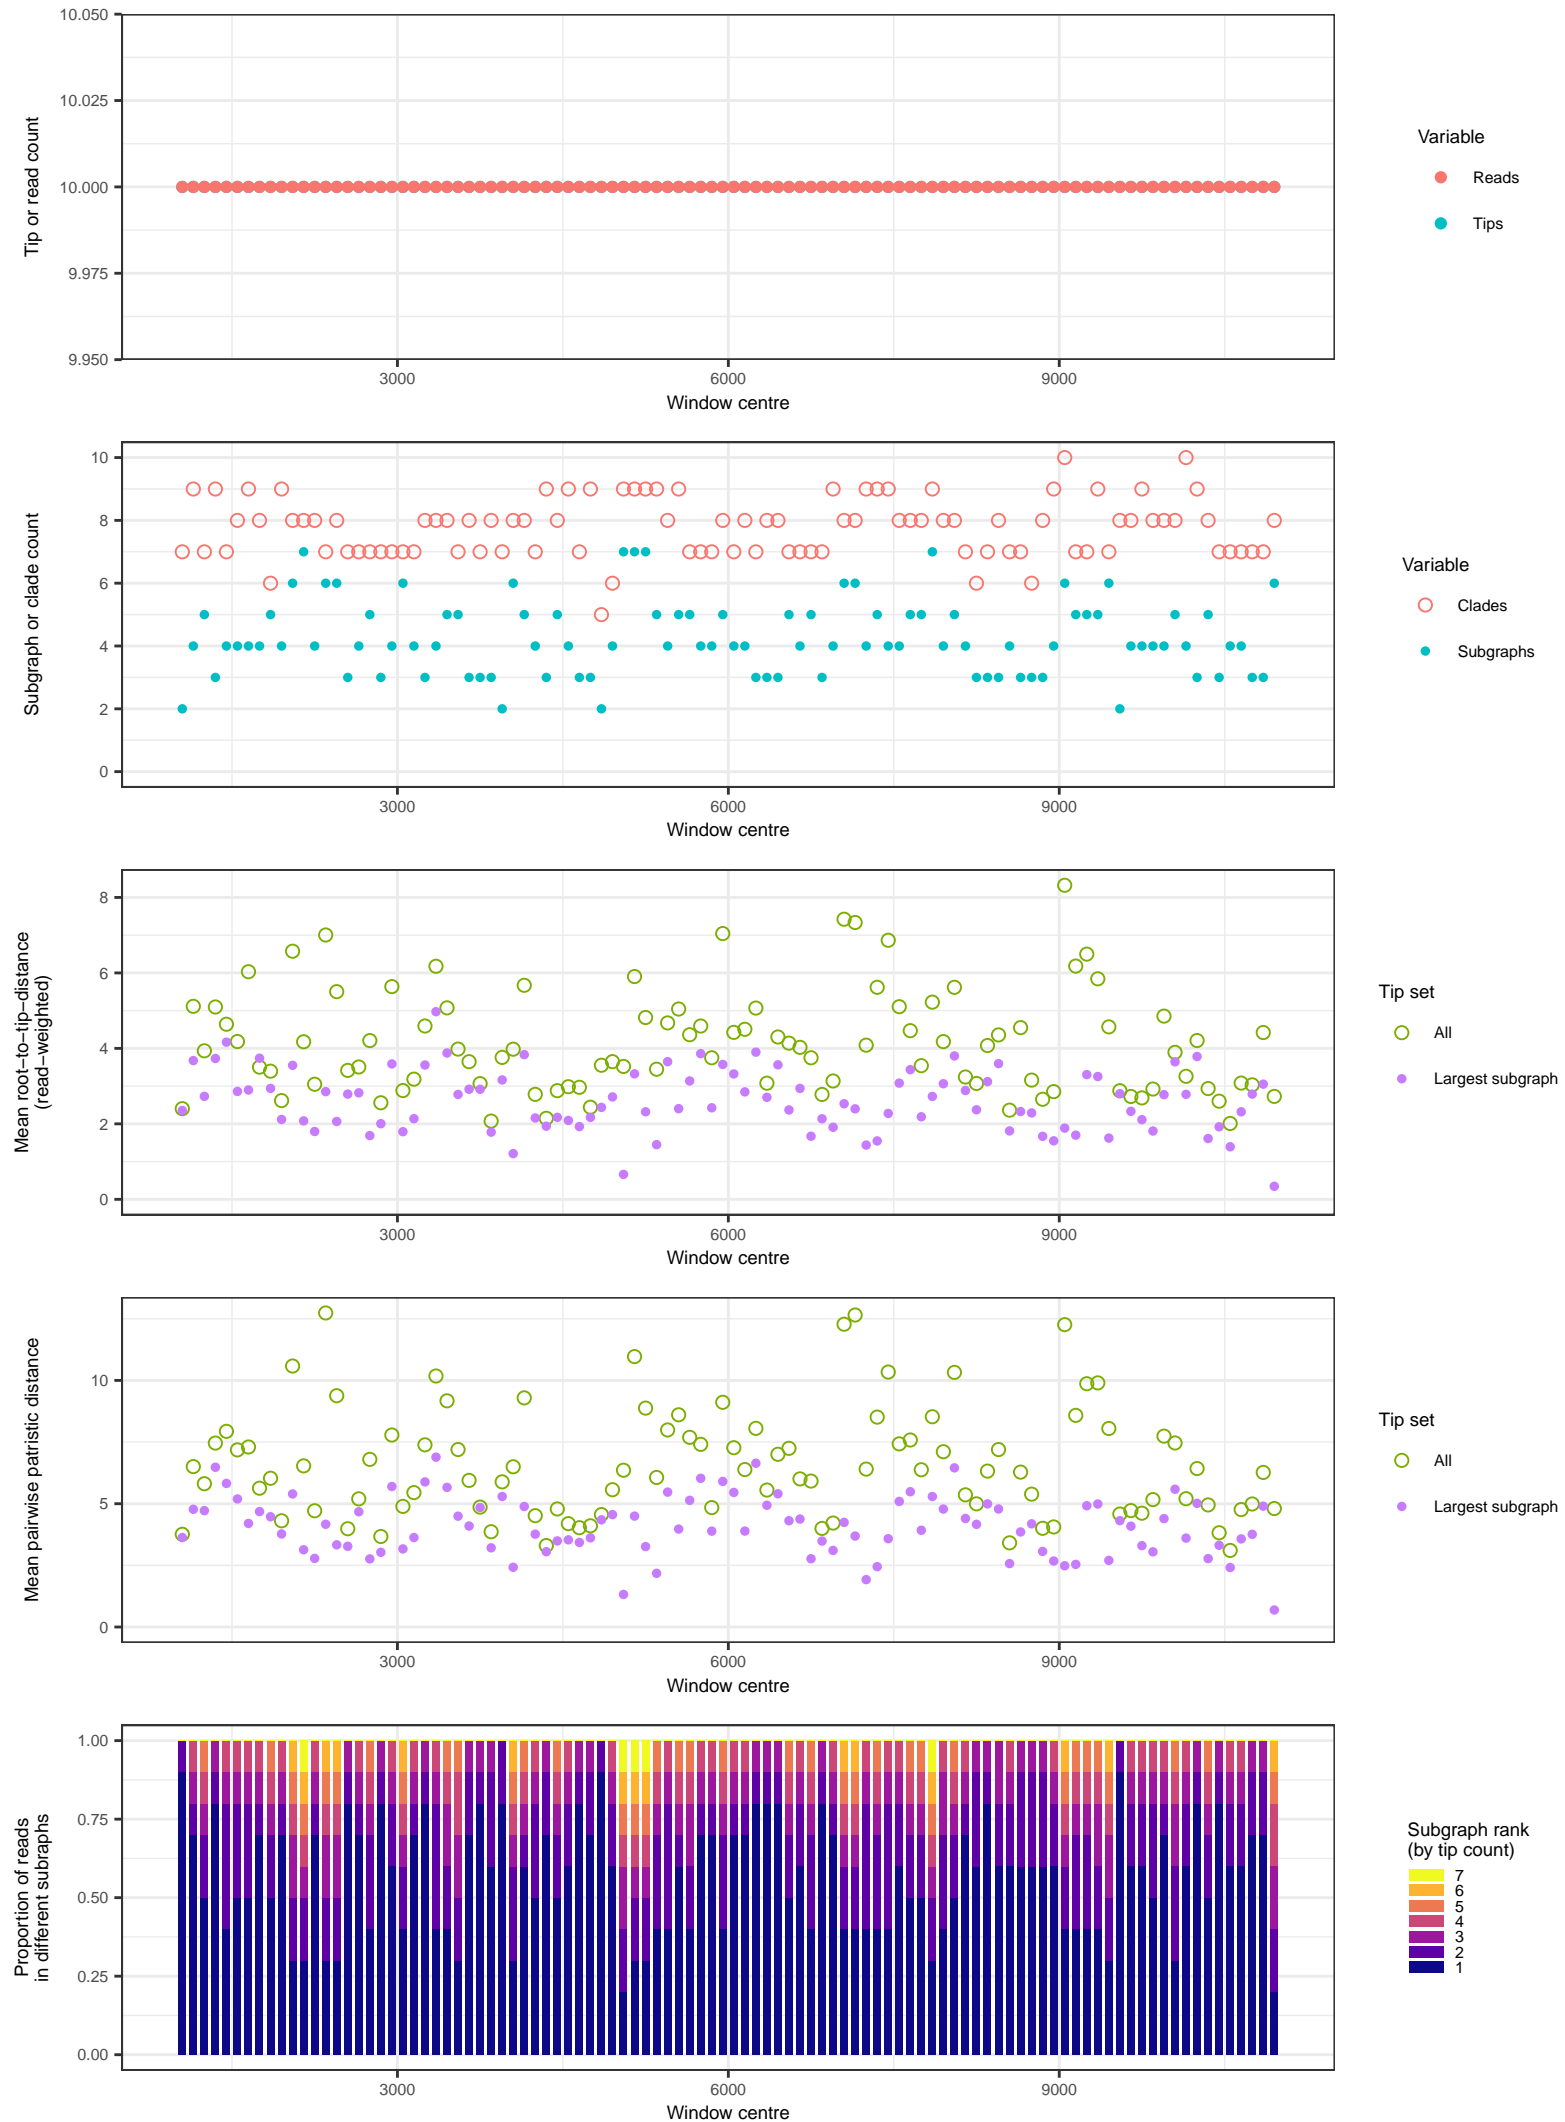 10.050
10.025
10.000
9.975
9.950
Tip or read count
3000 6000 9000
Window centre
Variable
Reads
Tips
10
8
6
4
2
0
Subgraph or clade count
3000 6000 9000
Window centre
Variable
Clades
Subgraphs
8
6
4
2
0
Mean root−to−tip−distance
(read−weighted)
3000 6000 9000
Window centre
Tip set
All
Largest subgraph
10
5
0
Mean pairwise patristic distance
3000 6000 9000
Window centre
Tip set
All
Largest subgraph
1.00
0.75
0.50
0.25
0.00
Proportion of reads
in different subraphs
3000 6000 9000
Window centre
Subgraph rank
(by tip count)
7
6
5
4
3
2
1